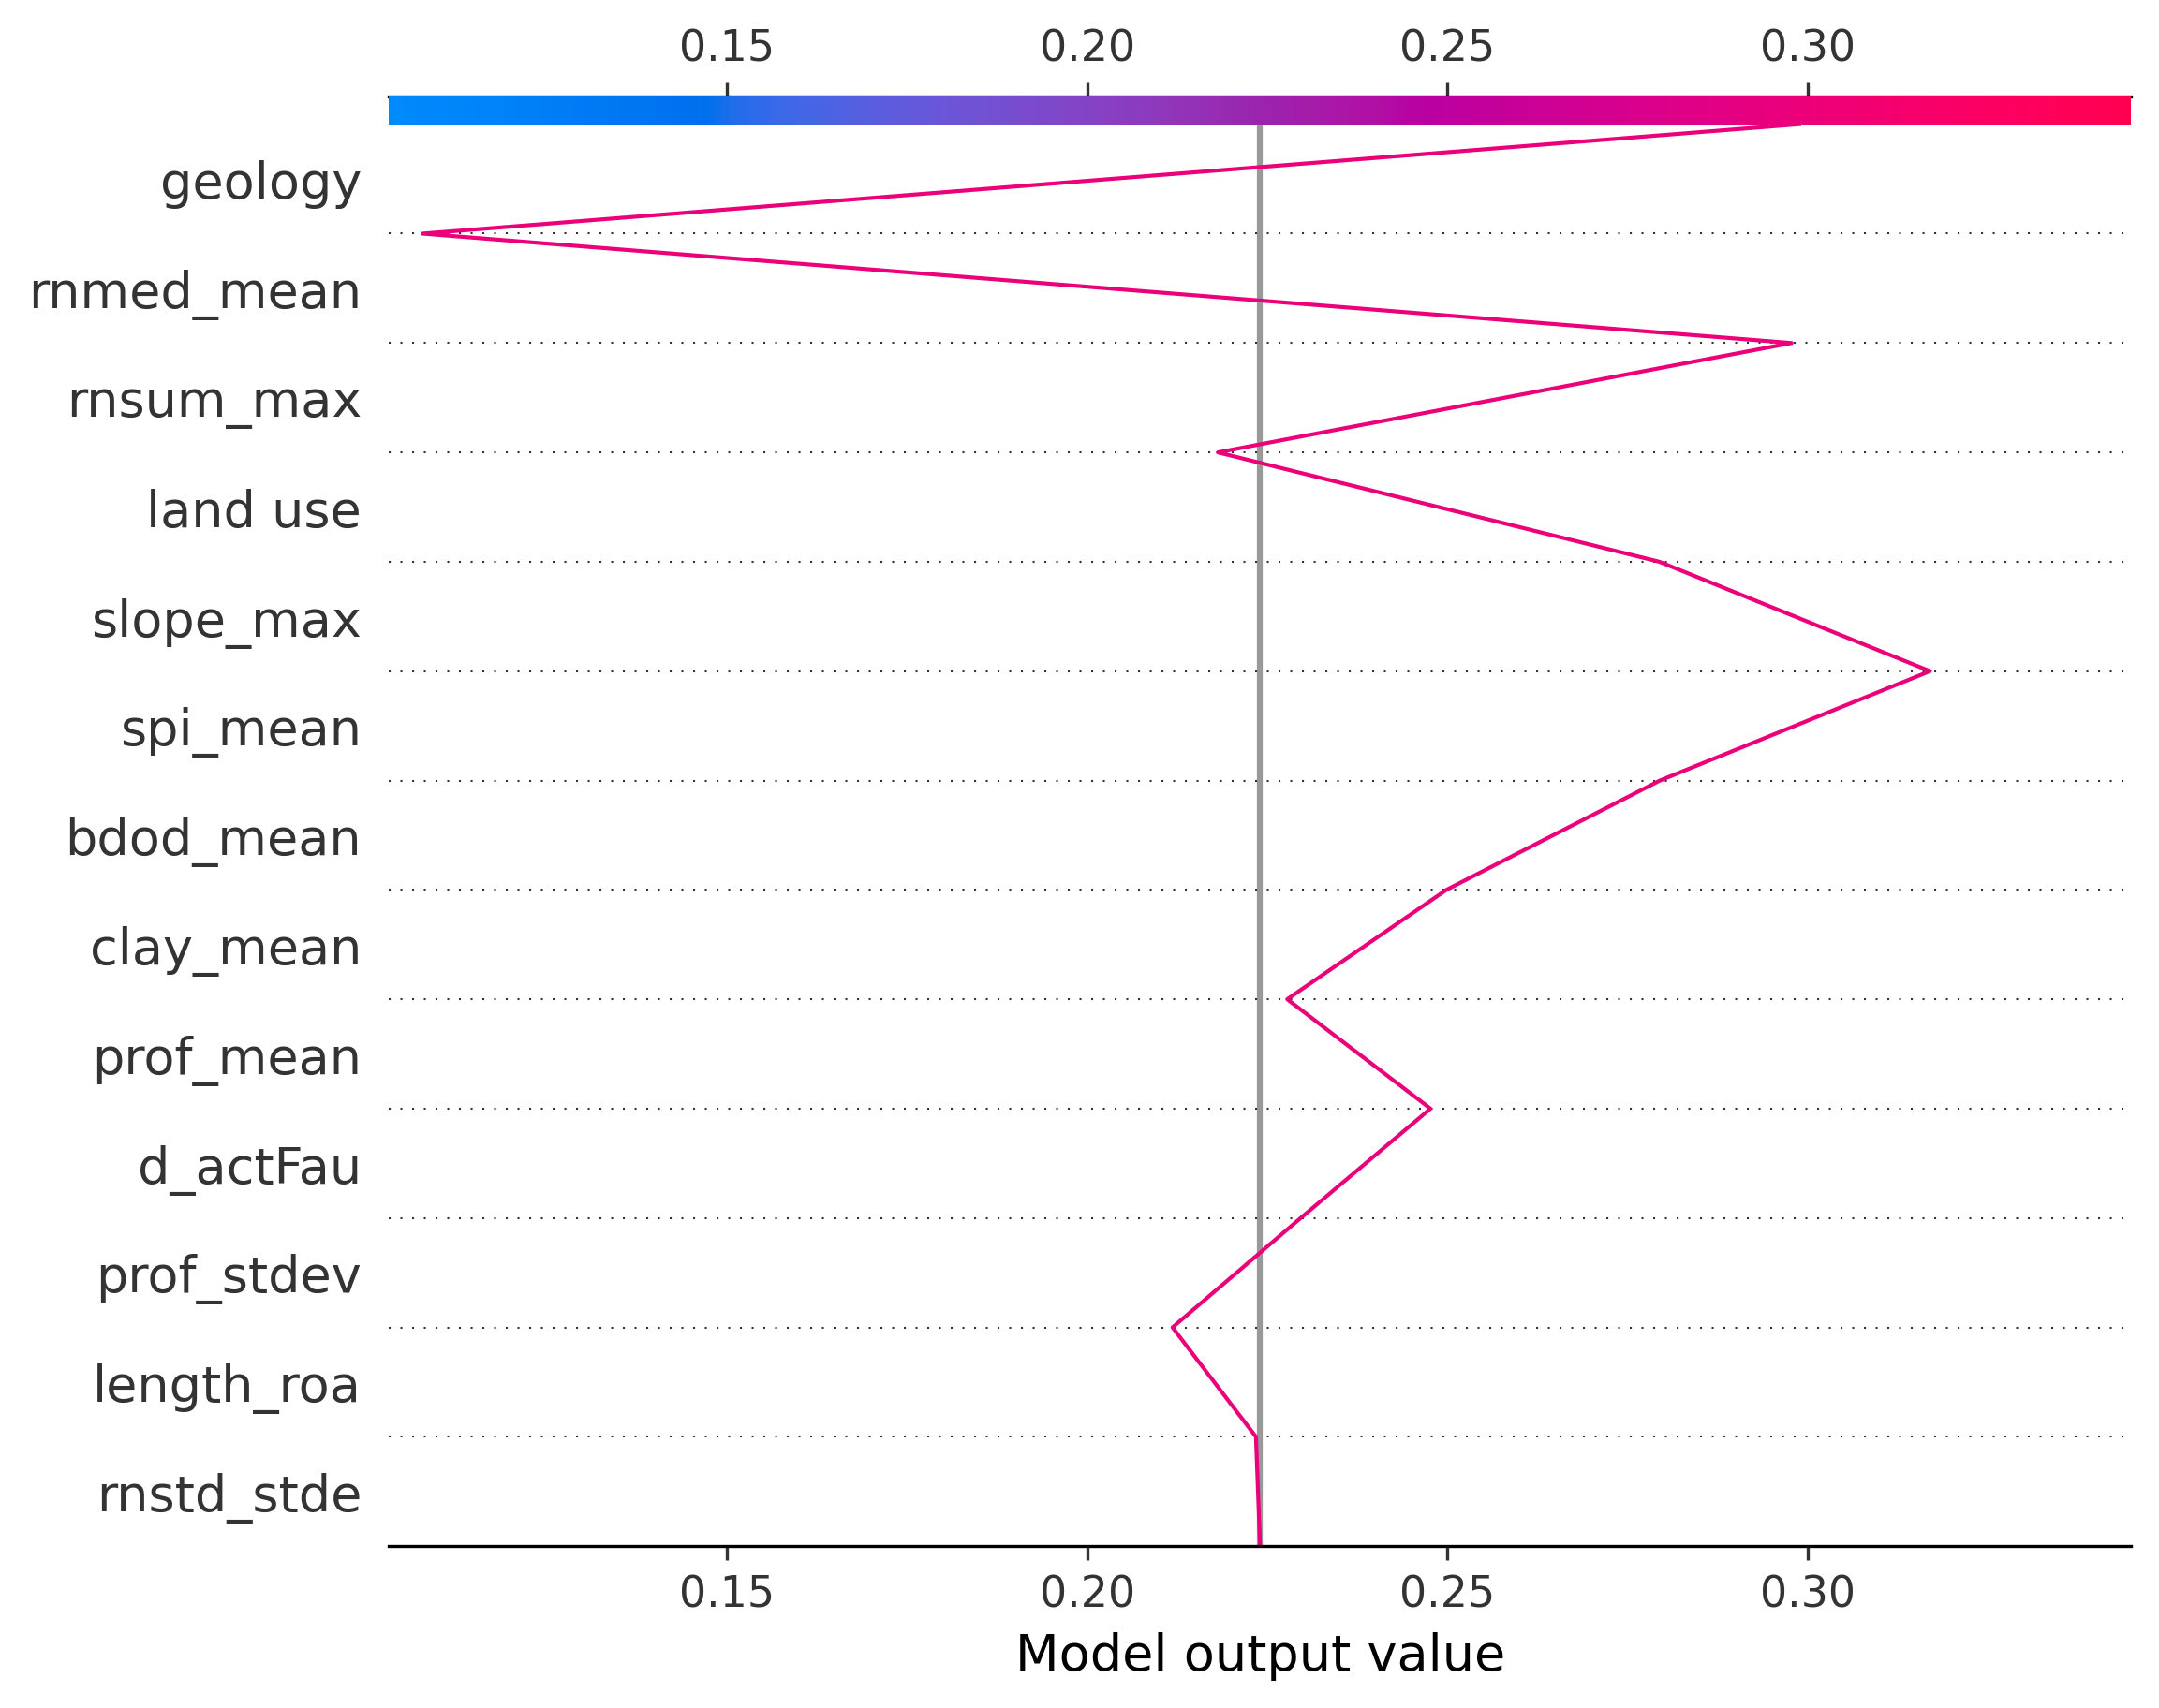 0.15 0.20 0.25 0.30
geology
rnmed_mean
rnsum_max
land use
slope_max
spi_mean
bdod_mean
clay_mean
prof_mean
d_actFau
prof_stdev
length_roa
rnstd_stde
0.15 0.20 0.25 0.30
Model output value